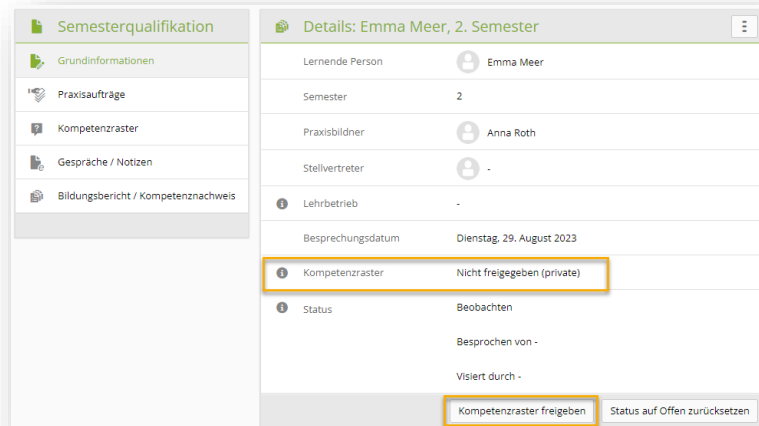 Semesterqualifikation
Grundinformationen
Praxisaufträge
Kompetenzraster
Gespräche / Notizen
Bildungsbericht / Kompetenznachweis
Details: Emma Meer, 2. Semester
Lernende Person Emma Meer
Semester 2
Praxisbildner Anna Roth
Stellvertreter -
Lehrbetrieb -
Besprechungsdatum Dienstag, 29. August 2023
Kompetenzraster Nicht freigegeben (private)
Status Beobachten
Besprochen von -
Visiert durch -
Kompetenzraster freigeben Status auf Offen zurücksetzen